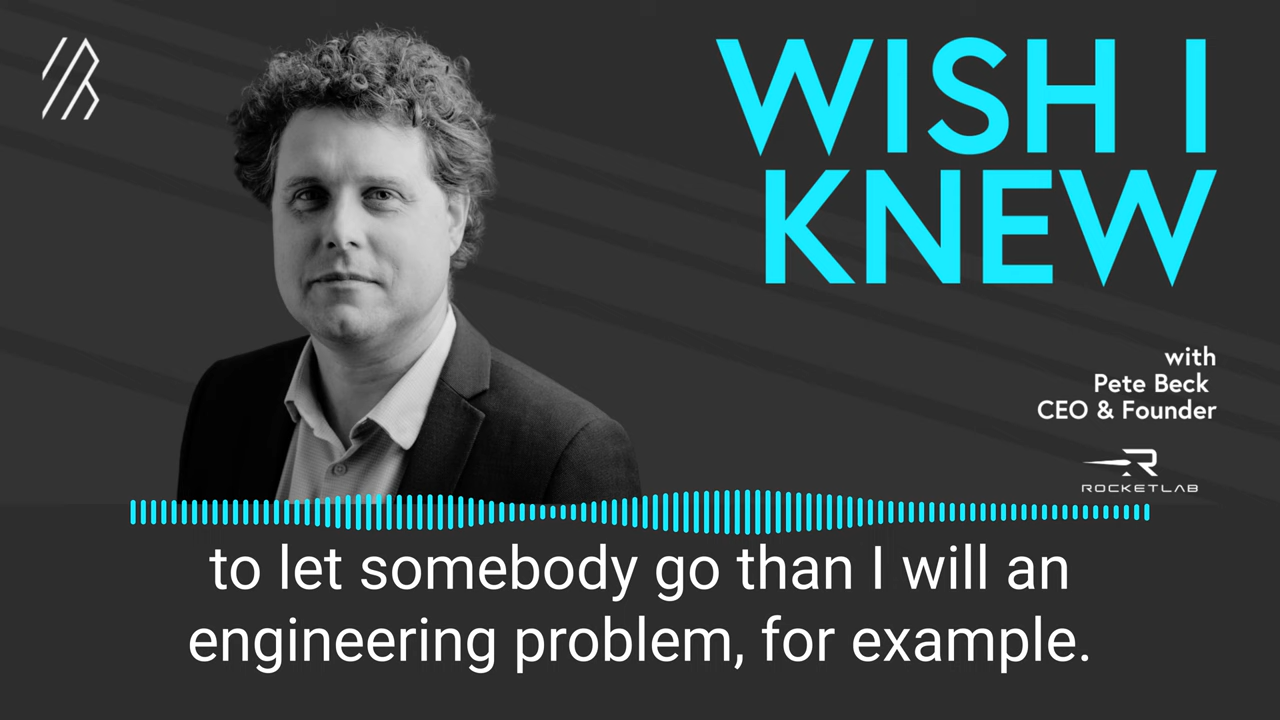 WISH I
KNEW
with
Pete Beck
CEO & Founder
ROCKETLAB
to let somebody go than I will an
engineering problem, for example.